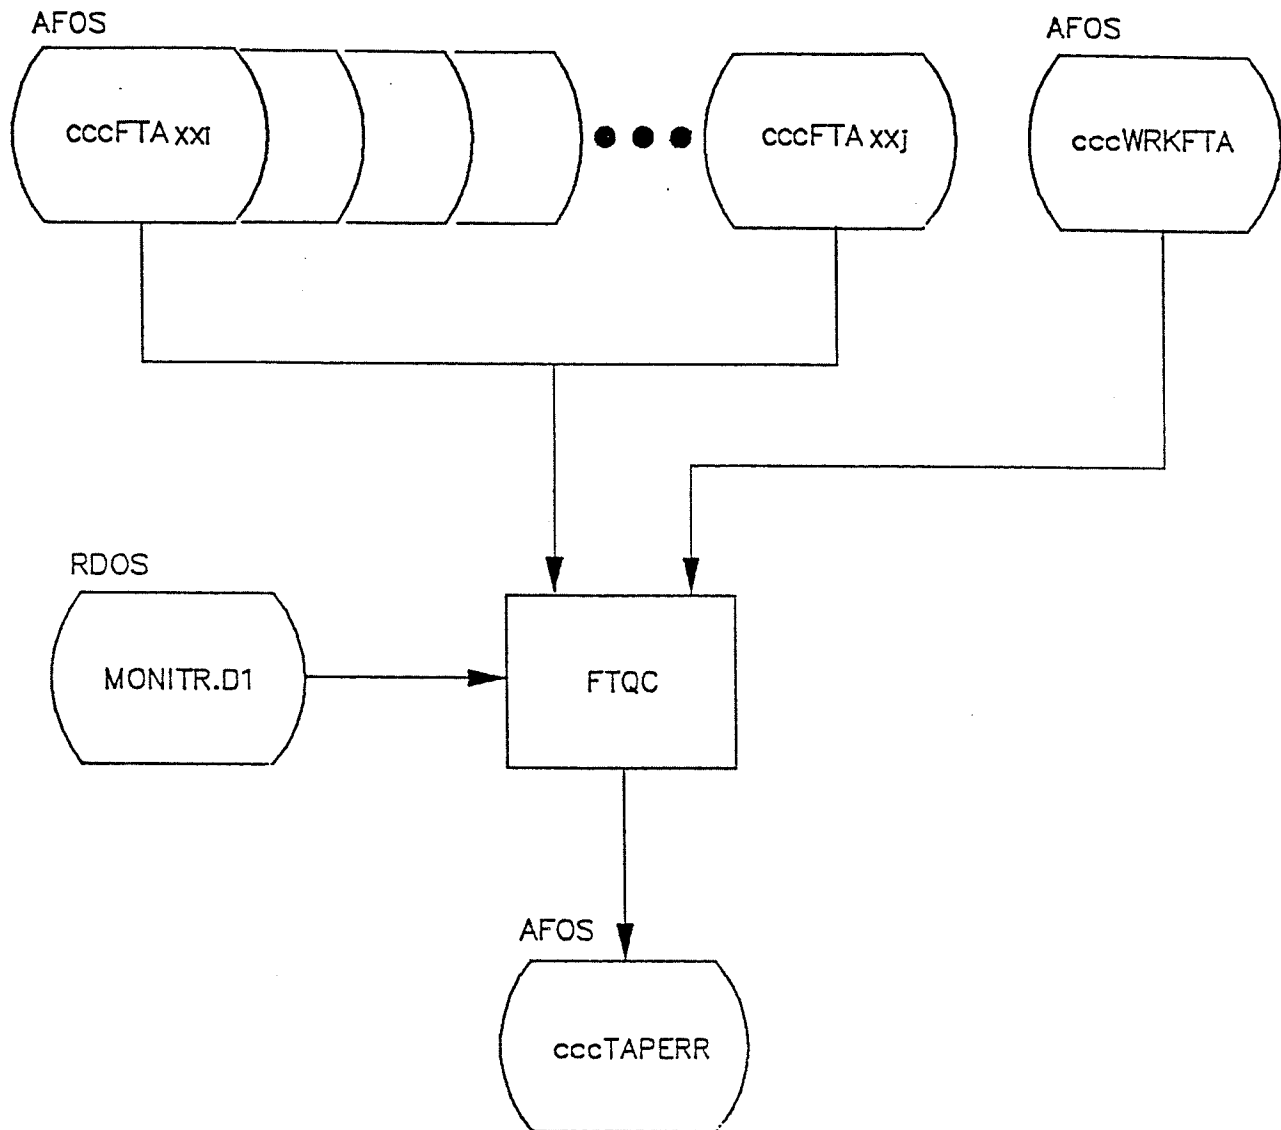 AFOS
AFOS
cccFTA xxi
cccFTA xxj
cccWRKFTA
RDOS
MONITR.D1
FTQC
AFOS
cccTAPERR